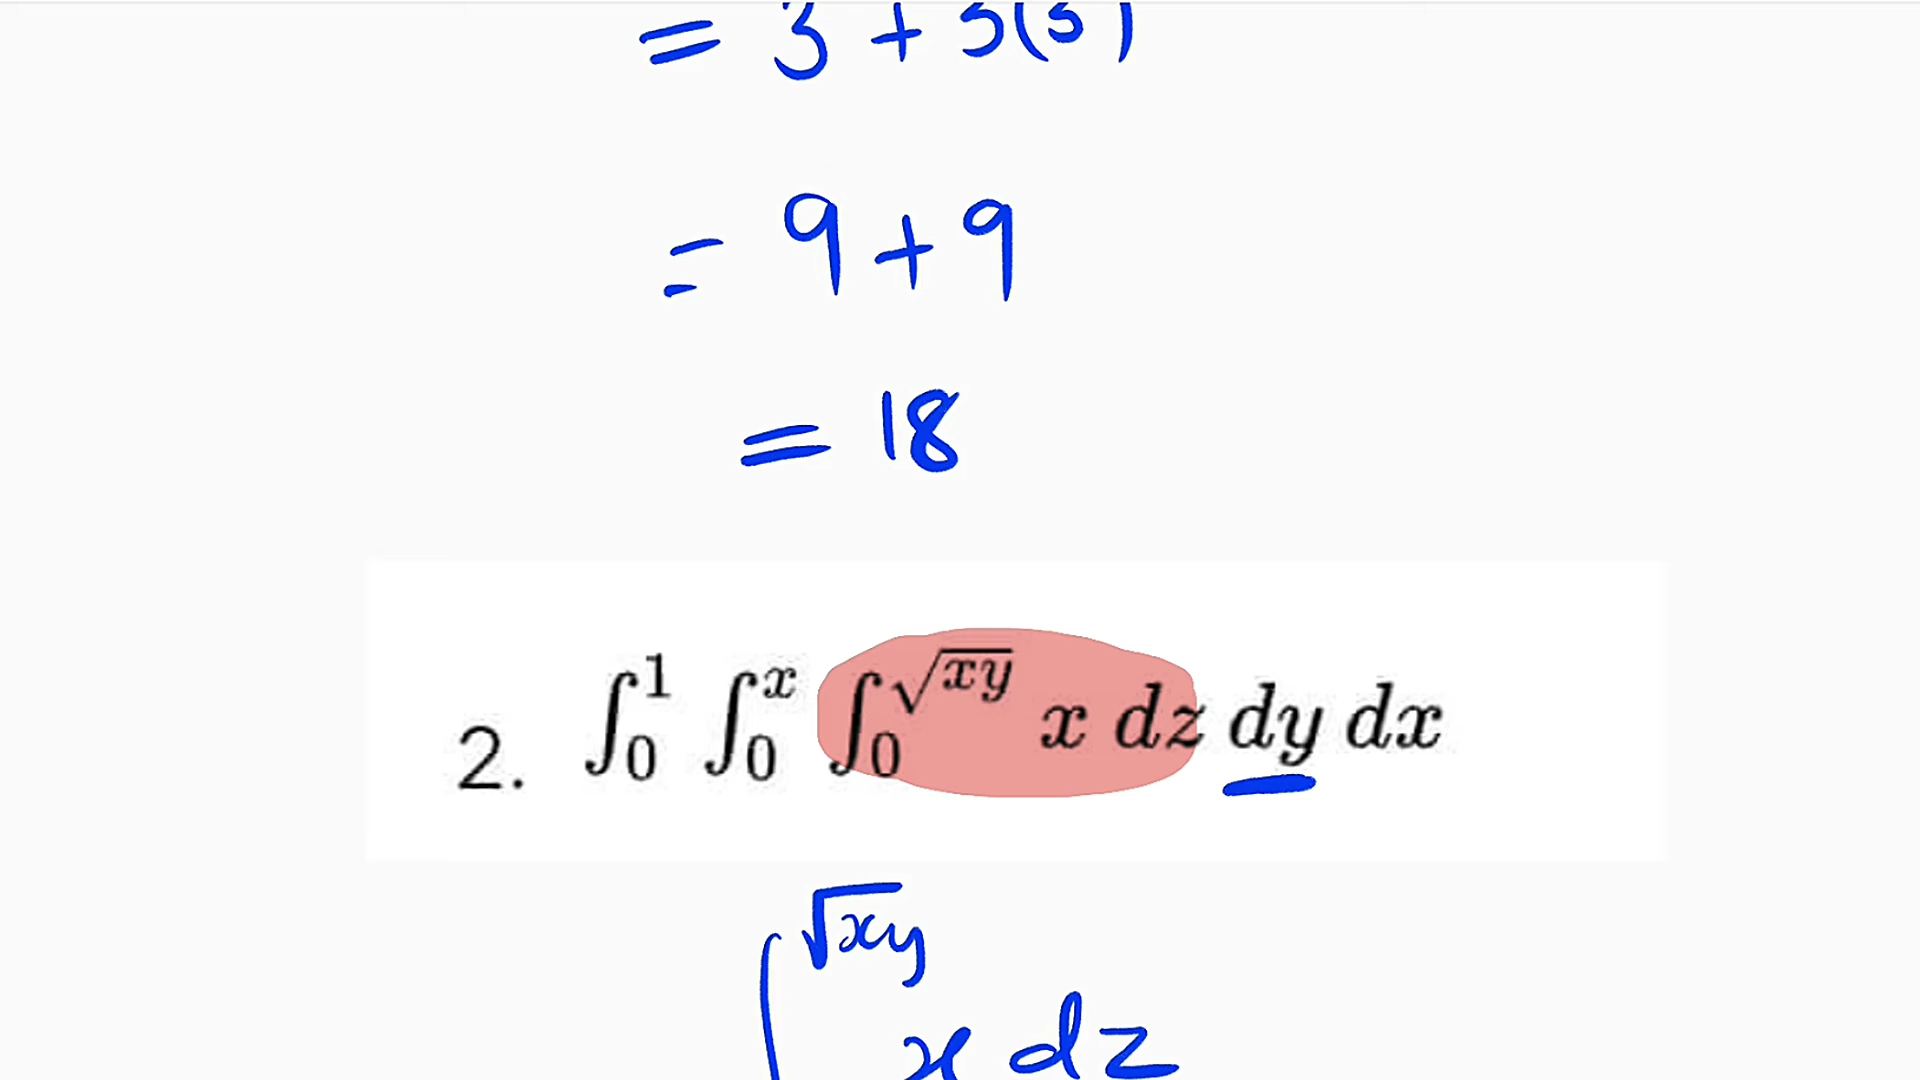 = 3 + 3(3)
= 9 + 9
= 18
2. ∫₀¹ ∫₀ˣ ∫₀^√(xy) x dz dy dx
∫^√(xy) x dz